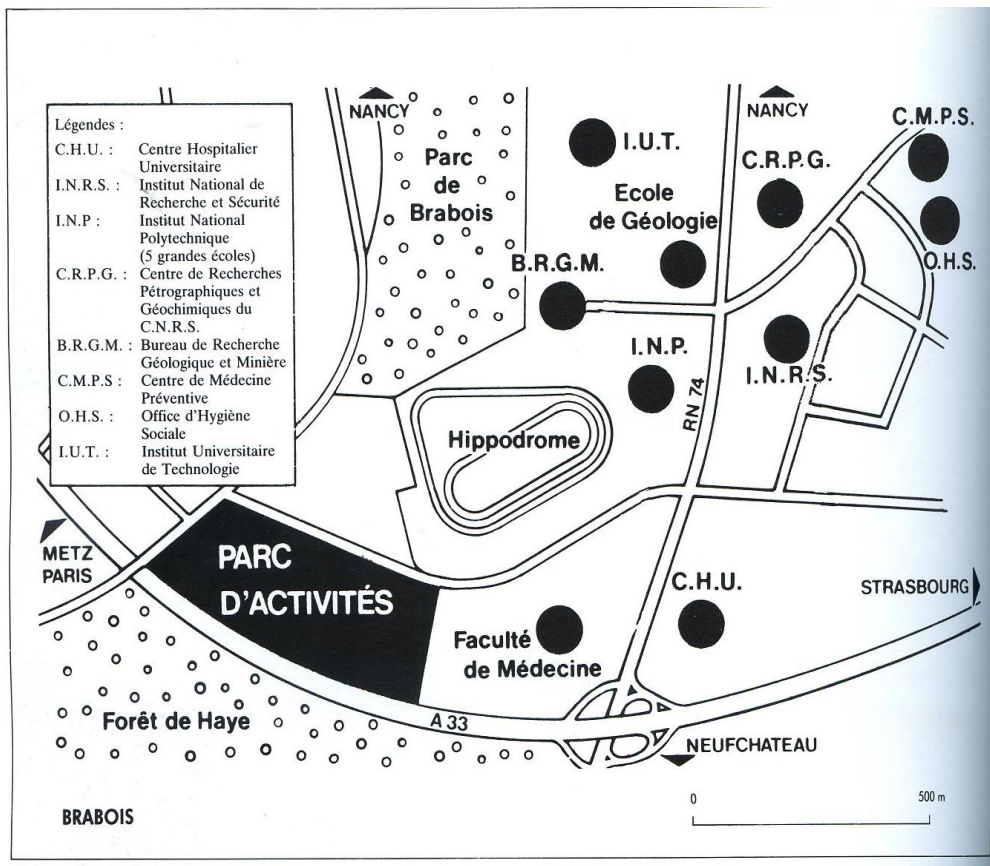 NANCY
NANCY
C.M.P.S.
Légendes :
C.H.U. : Centre Hospitalier
Universitaire
I.N.R.S. : Institut National de
Recherche et Sécurité
I.N.P : Institut National
Polytechnique
(5 grandes écoles)
C.R.P.G. : Centre de Recherches
Pétrographiques et
Géochimiques du
C.N.R.S.
B.R.G.M. : Bureau de Recherche
Géologique et Minière
C.M.P.S : Centre de Médecine
Préventive
O.H.S. : Office d'Hygiène
Sociale
I.U.T. : Institut Universitaire
de Technologie
Parc
de
Brabois
I.U.T.
C.R.P.G.
Ecole
de Géologie
B.R.G.M.
O.H.S.
I.N.P.
I.N.R.S.
RN 74
Hippodrome
METZ
PARIS
PARC
D'ACTIVITÉS
C.H.U.
STRASBOURG
Faculté
de Médecine
Forêt de Haye
A 33
NEUFCHATEAU
BRABOIS
0 500 m